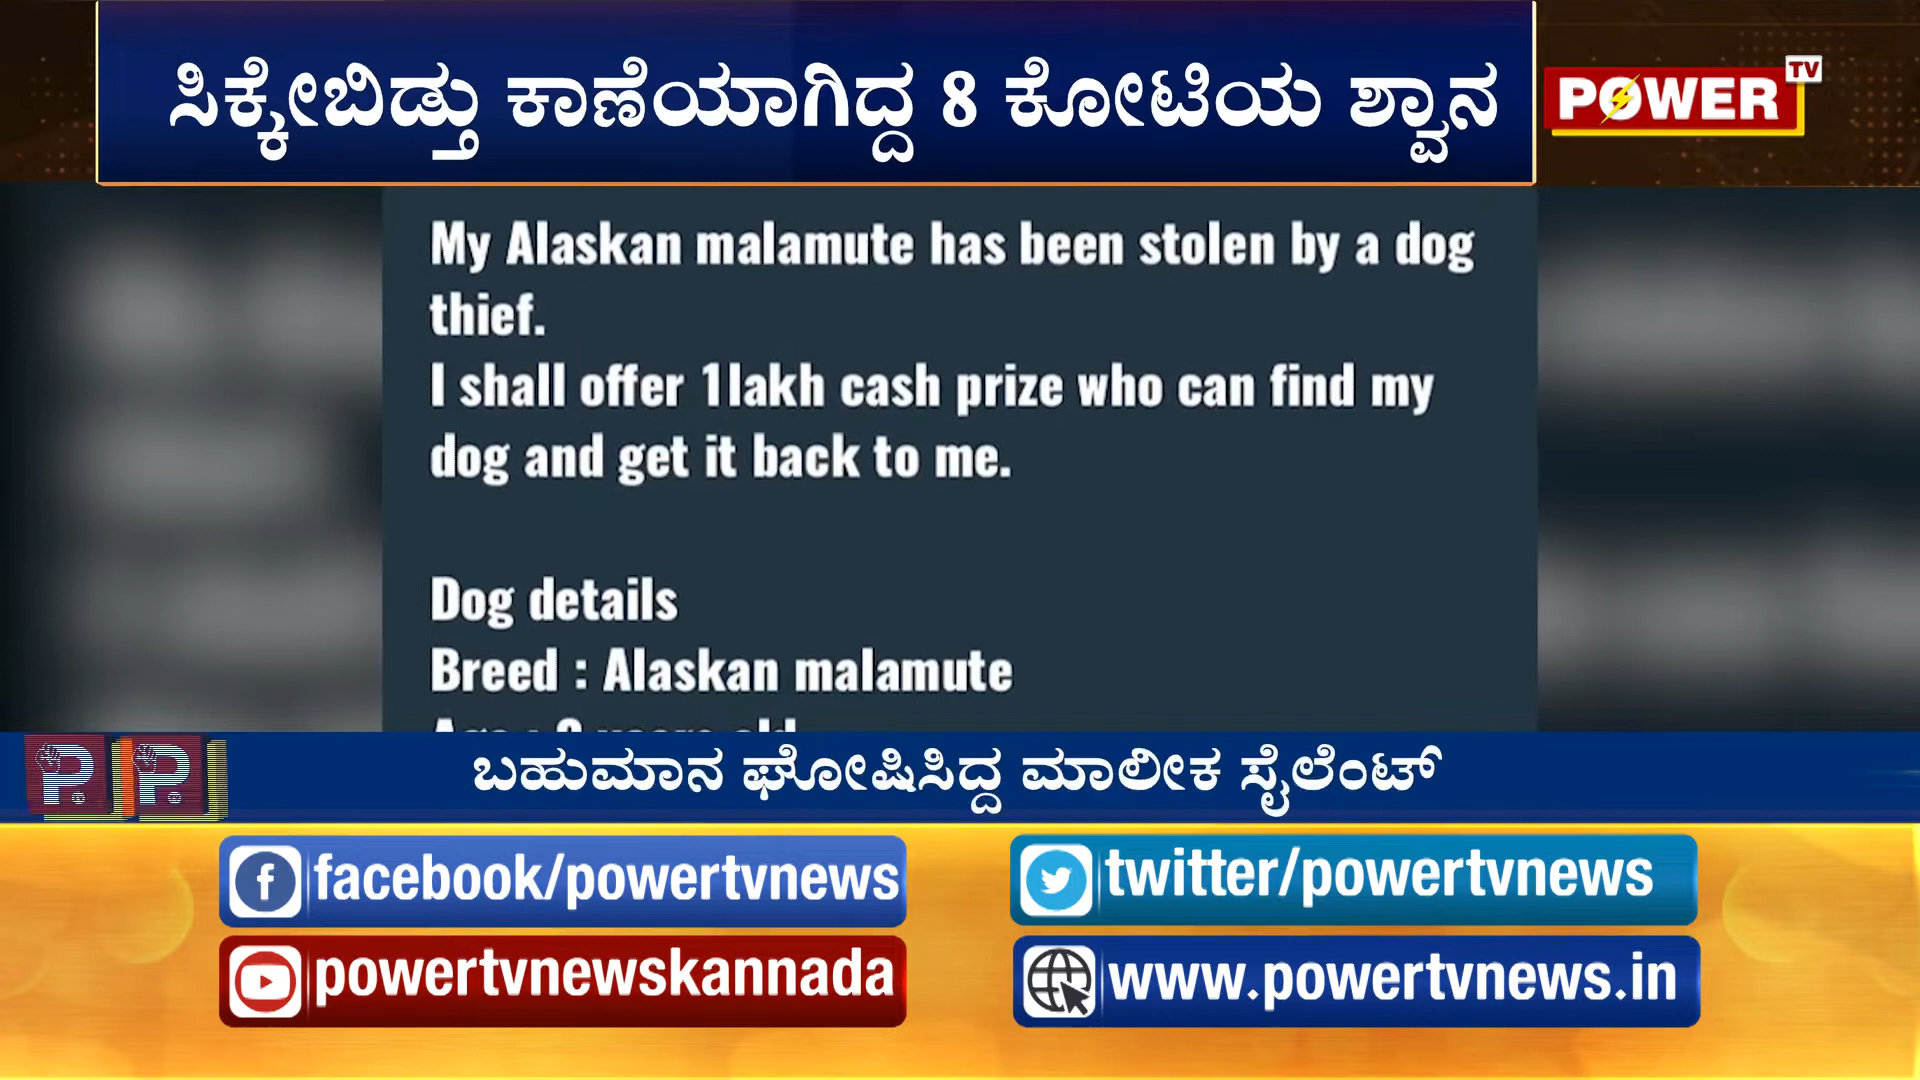 ಸಿಕ್ಕೇಬಿಡ್ತು ಕಾಣೆಯಾಗಿದ್ದ 8 ಕೋಟಿಯ ಶ್ವಾನ
POWER TV
My Alaskan malamute has been stolen by a dog
thief.
I shall offer 1lakh cash prize who can find my
dog and get it back to me.
Dog details
Breed : Alaskan malamute
ಬಹುಮಾನ ಘೋಷಿಸಿದ್ದ ಮಾಲೀಕ ಸೈಲೆಂಟ್
facebook/powertvnews
twitter/powertvnews
powertvnewskannada
www.powertvnews.in